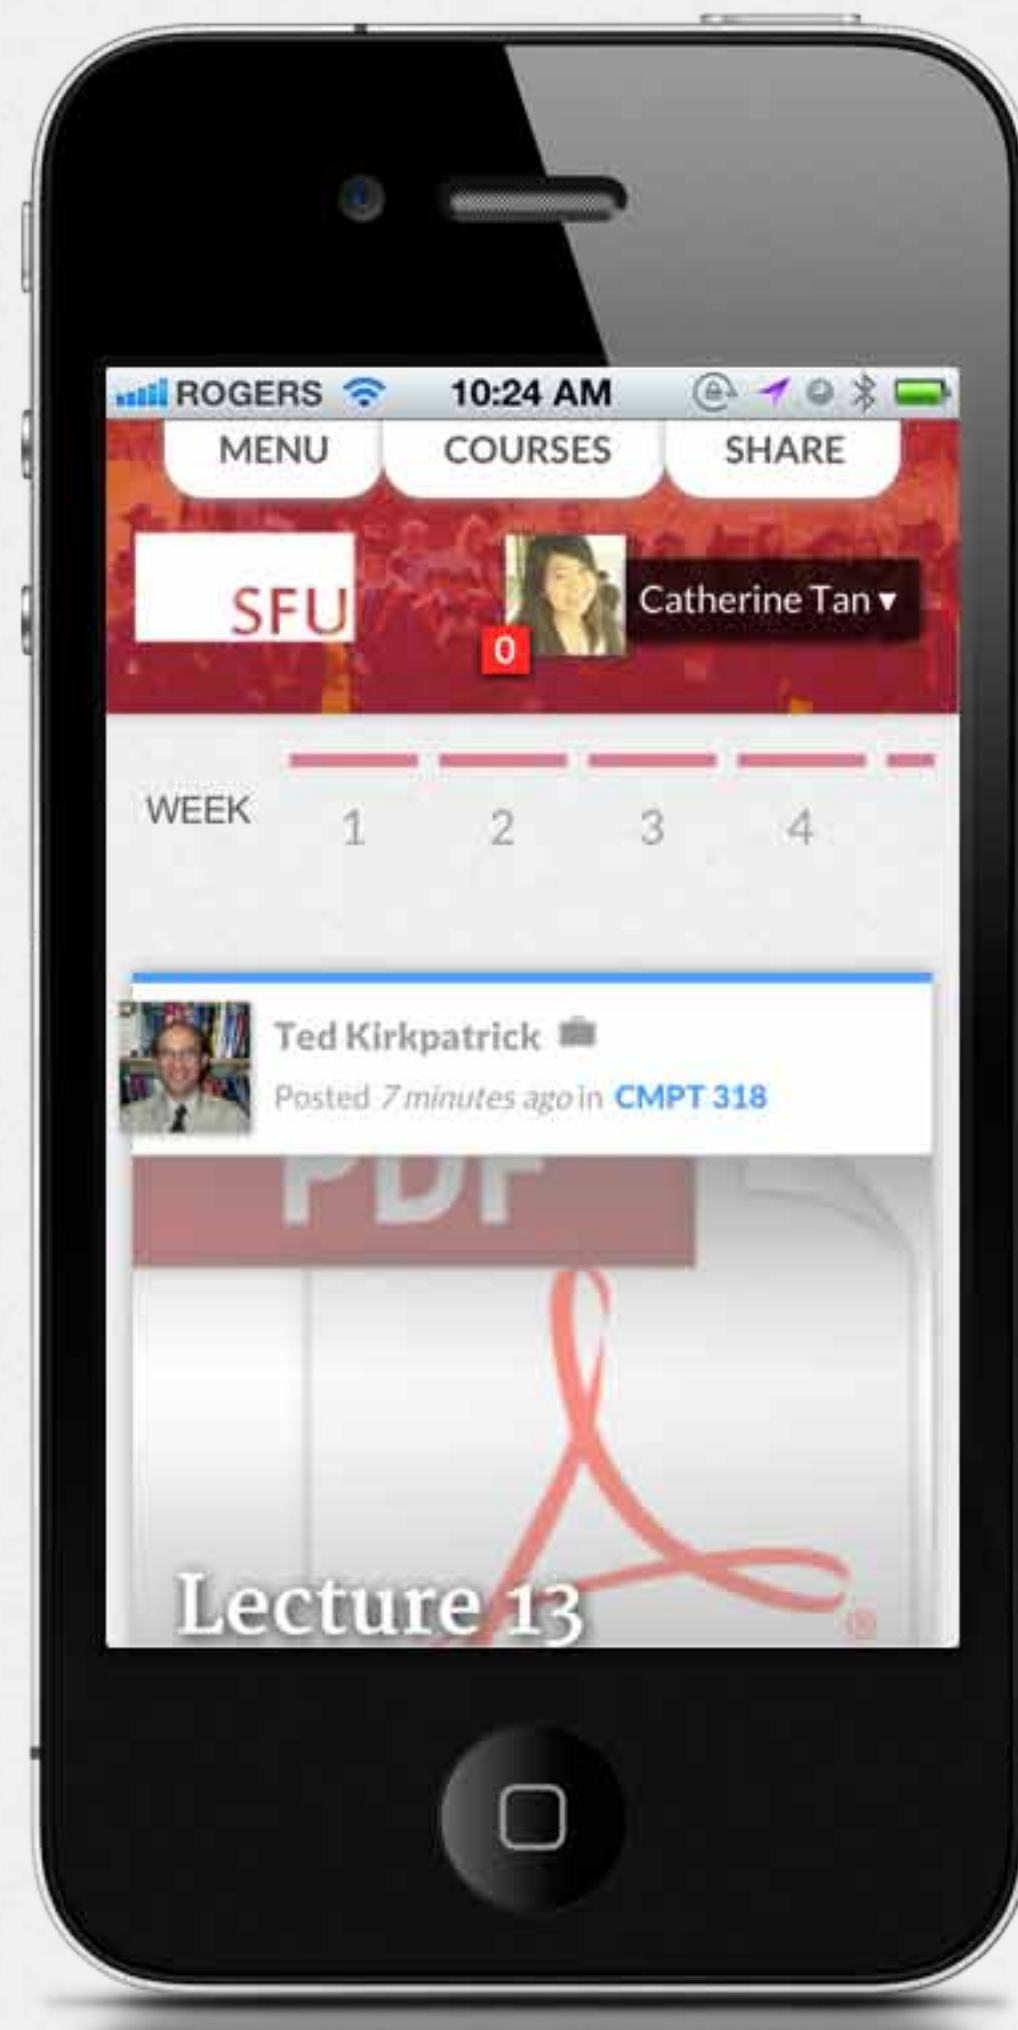 ROGERS 10:24 AM
MENU COURSES SHARE
SFU
Catherine Tan ▾
0
WEEK 1 2 3 4
Ted Kirkpatrick
Posted 7 minutes ago in CMPT 318
PDF
Lecture 13
®